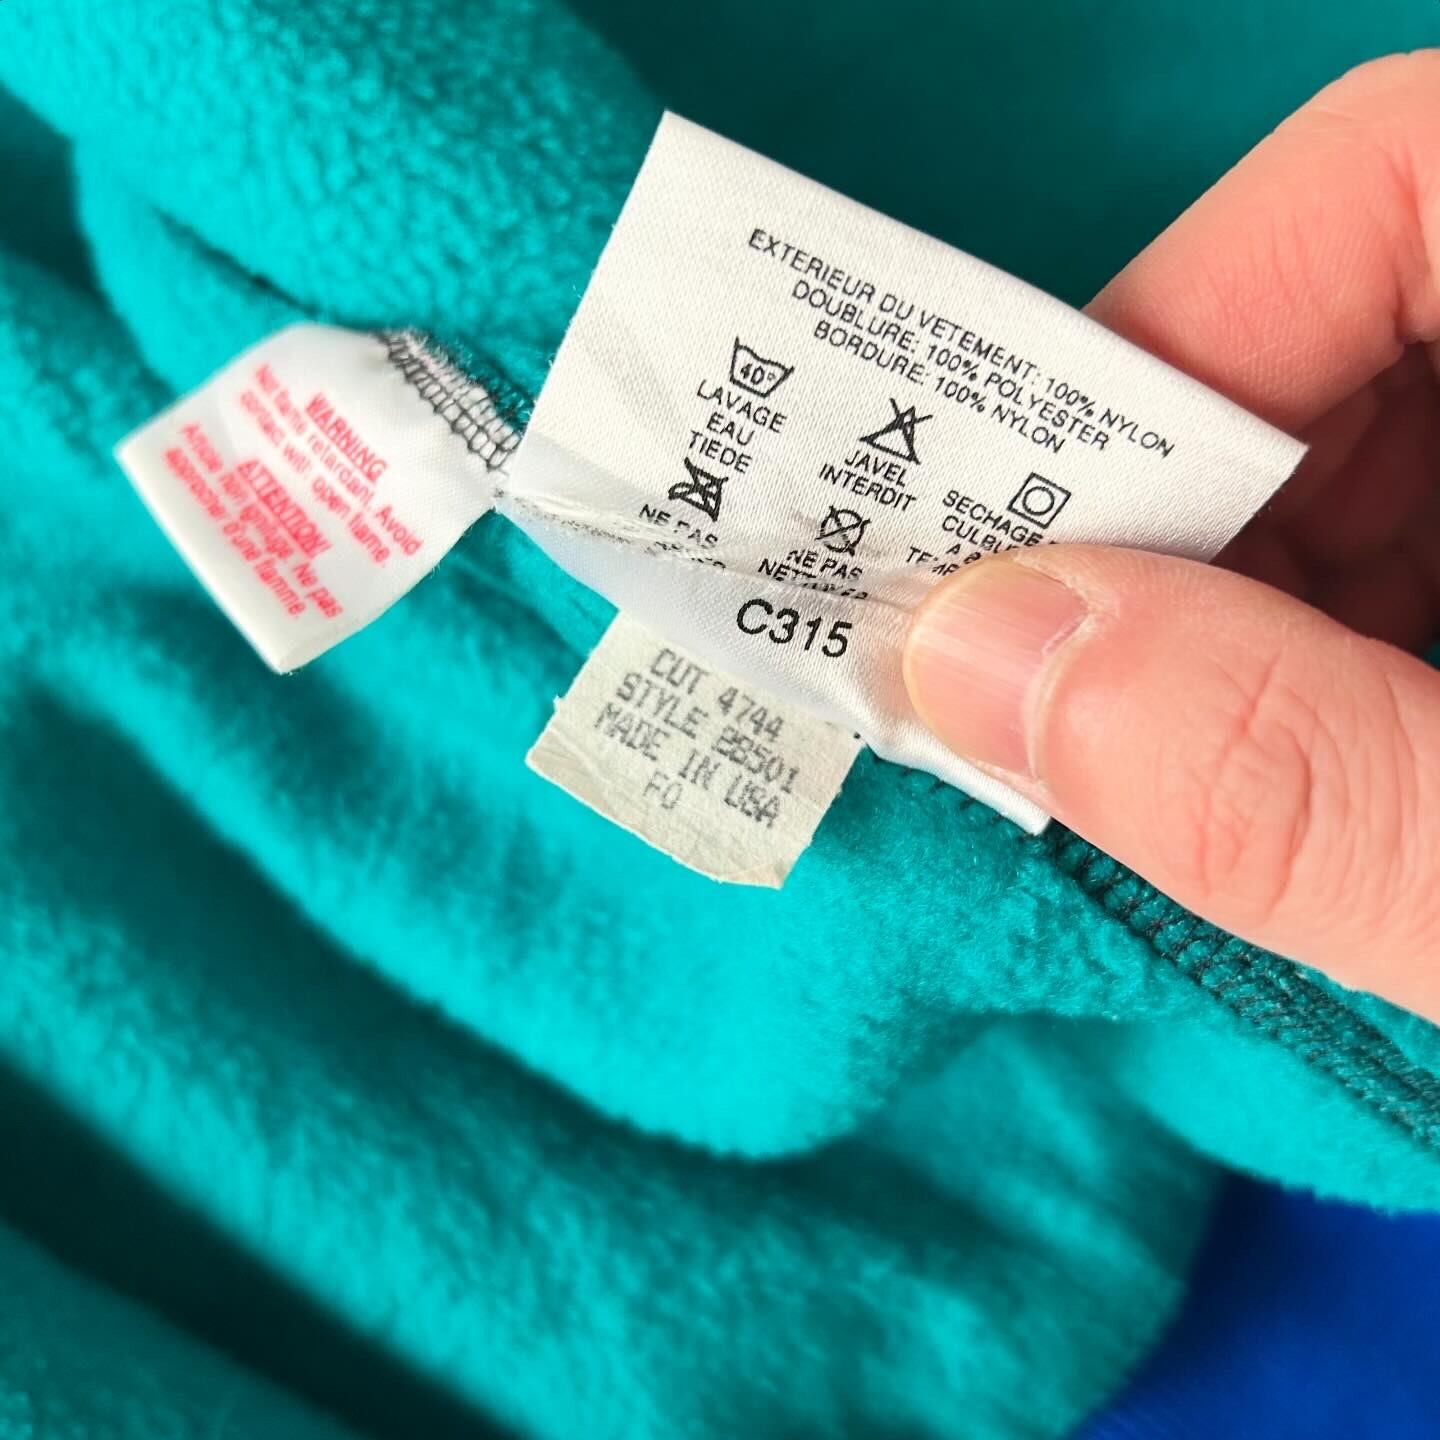 WARNING
Not flame retardant. Avoid
contact with open flame.
ATTENTION
Article non ignifuge. Ne pas
approcher d'une flamme.
EXTERIEUR DU VETEMENT: 100% NYLON
DOUBLURE: 100% POLYESTER
BORDURE: 100% NYLON
40°
LAVAGE
EAU
TIEDE
JAVEL
INTERDIT
SECHAGE
CULBU
A
NE PAS
NE PAS
NETTOYER
C315
CUT 4744
STYLE BB501
MADE IN USA
FO